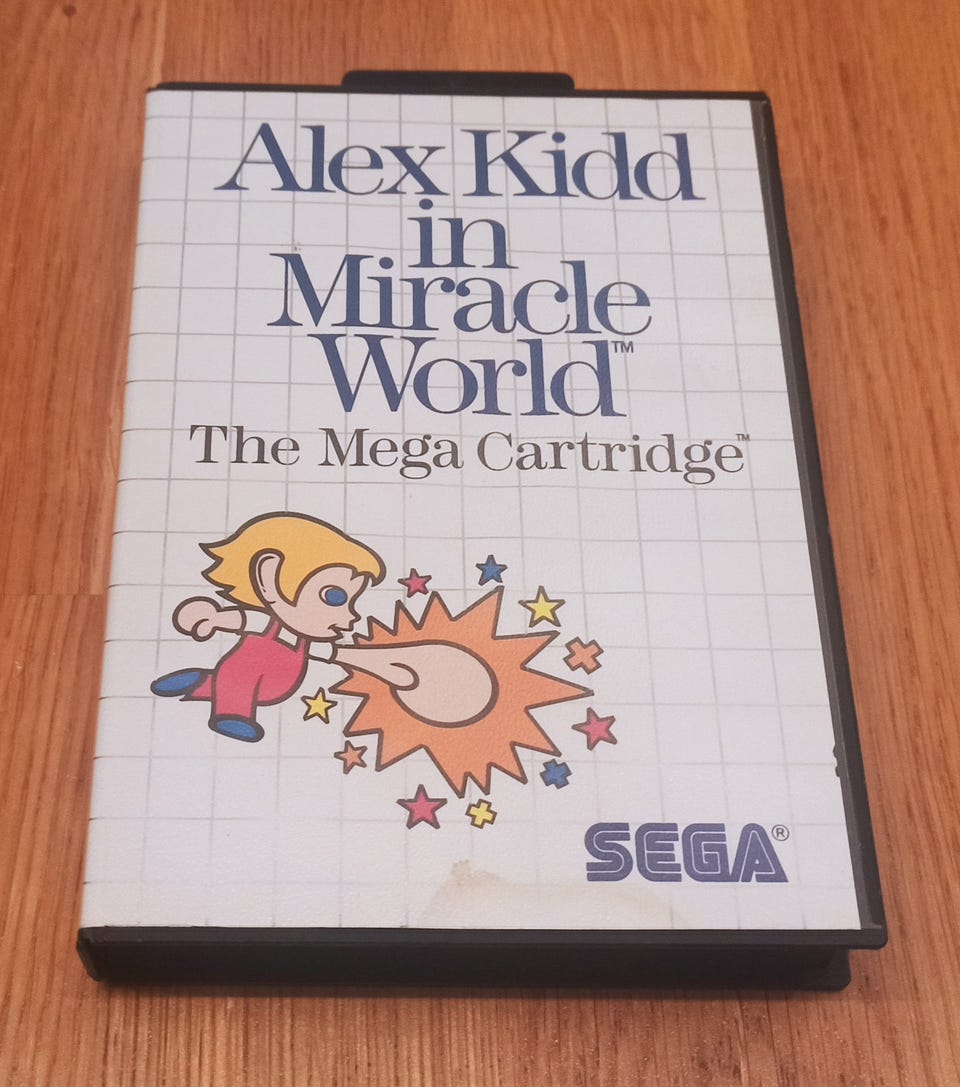 Alex Kidd
in
Miracle
World™
The Mega Cartridge™
SEGA®